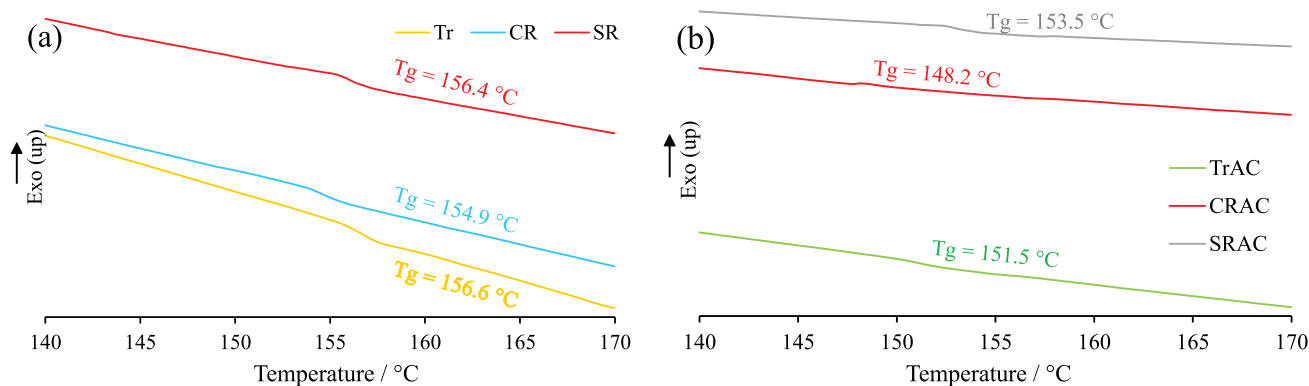 (a)
Tr CR SR
Tg = 156.4 °C
Tg = 154.9 °C
Tg = 156.6 °C
Exo (up)
140 145 150 155 160 165 170
Temperature / °C
(b)
Tg = 153.5 °C
Tg = 148.2 °C
Tg = 151.5 °C
TrAC
CRAC
SRAC
Exo (up)
140 145 150 155 160 165 170
Temperature / °C